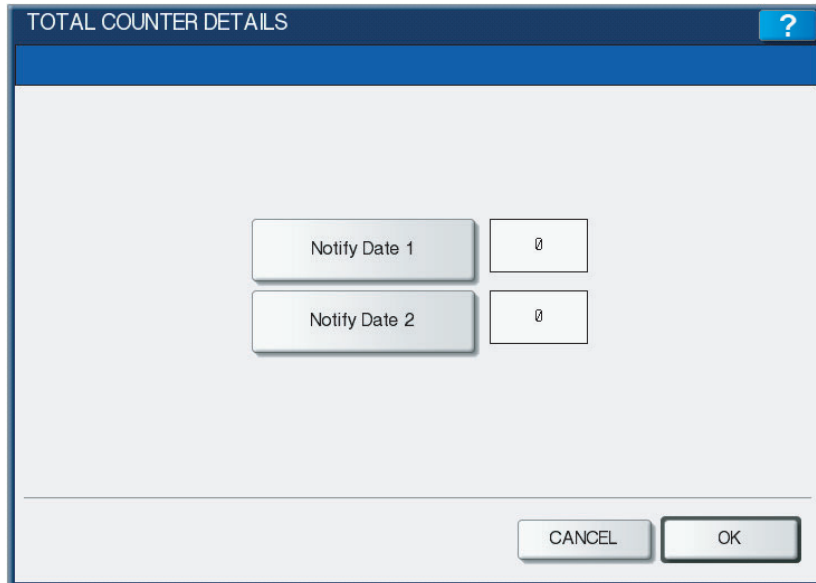 TOTAL COUNTER DETAILS ?
Notify Date 1 0
Notify Date 2 0
CANCEL OK